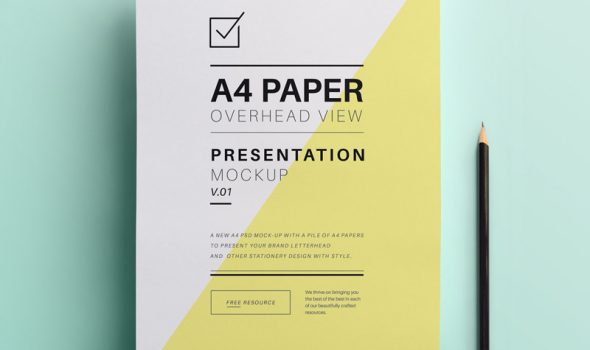 A4 PAPER
OVERHEAD VIEW
PRESENTATION
MOCKUP
V.01
A NEW A4 PSD MOCK-UP WITH A PILE OF A4 PAPERS
TO PRESENT YOUR BRAND LETTERHEAD
AND OTHER STATIONERY DESIGN WITH STYLE.
FREE RESOURCE
We thrive on bringing you
the best of the best in each
of our beautifully crafted
resources.